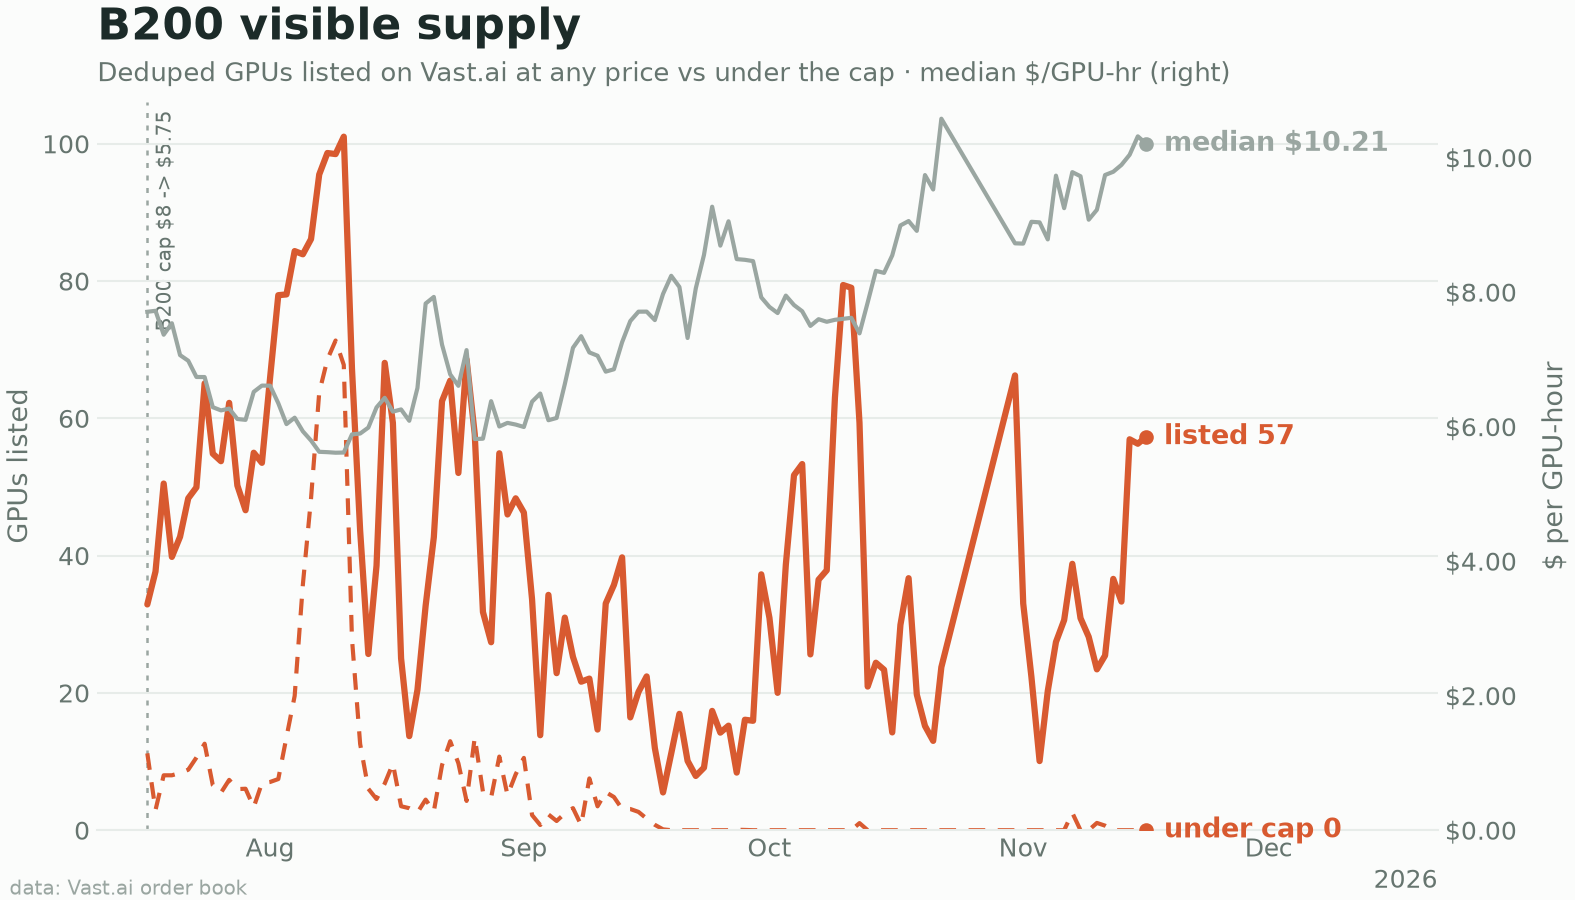 B200 visible supply
Deduped GPUs listed on Vast.ai at any price vs under the cap · median $/GPU-hr (right)
B200 cap $8 -> $5.75
GPUs listed
100
80
60
40
20
0
$10.00
$8.00
$6.00
$4.00
$2.00
$0.00
$ per GPU-hour
median $10.21
listed 57
under cap 0
Aug
Sep
Oct
Nov
Dec
2026
data: Vast.ai order book